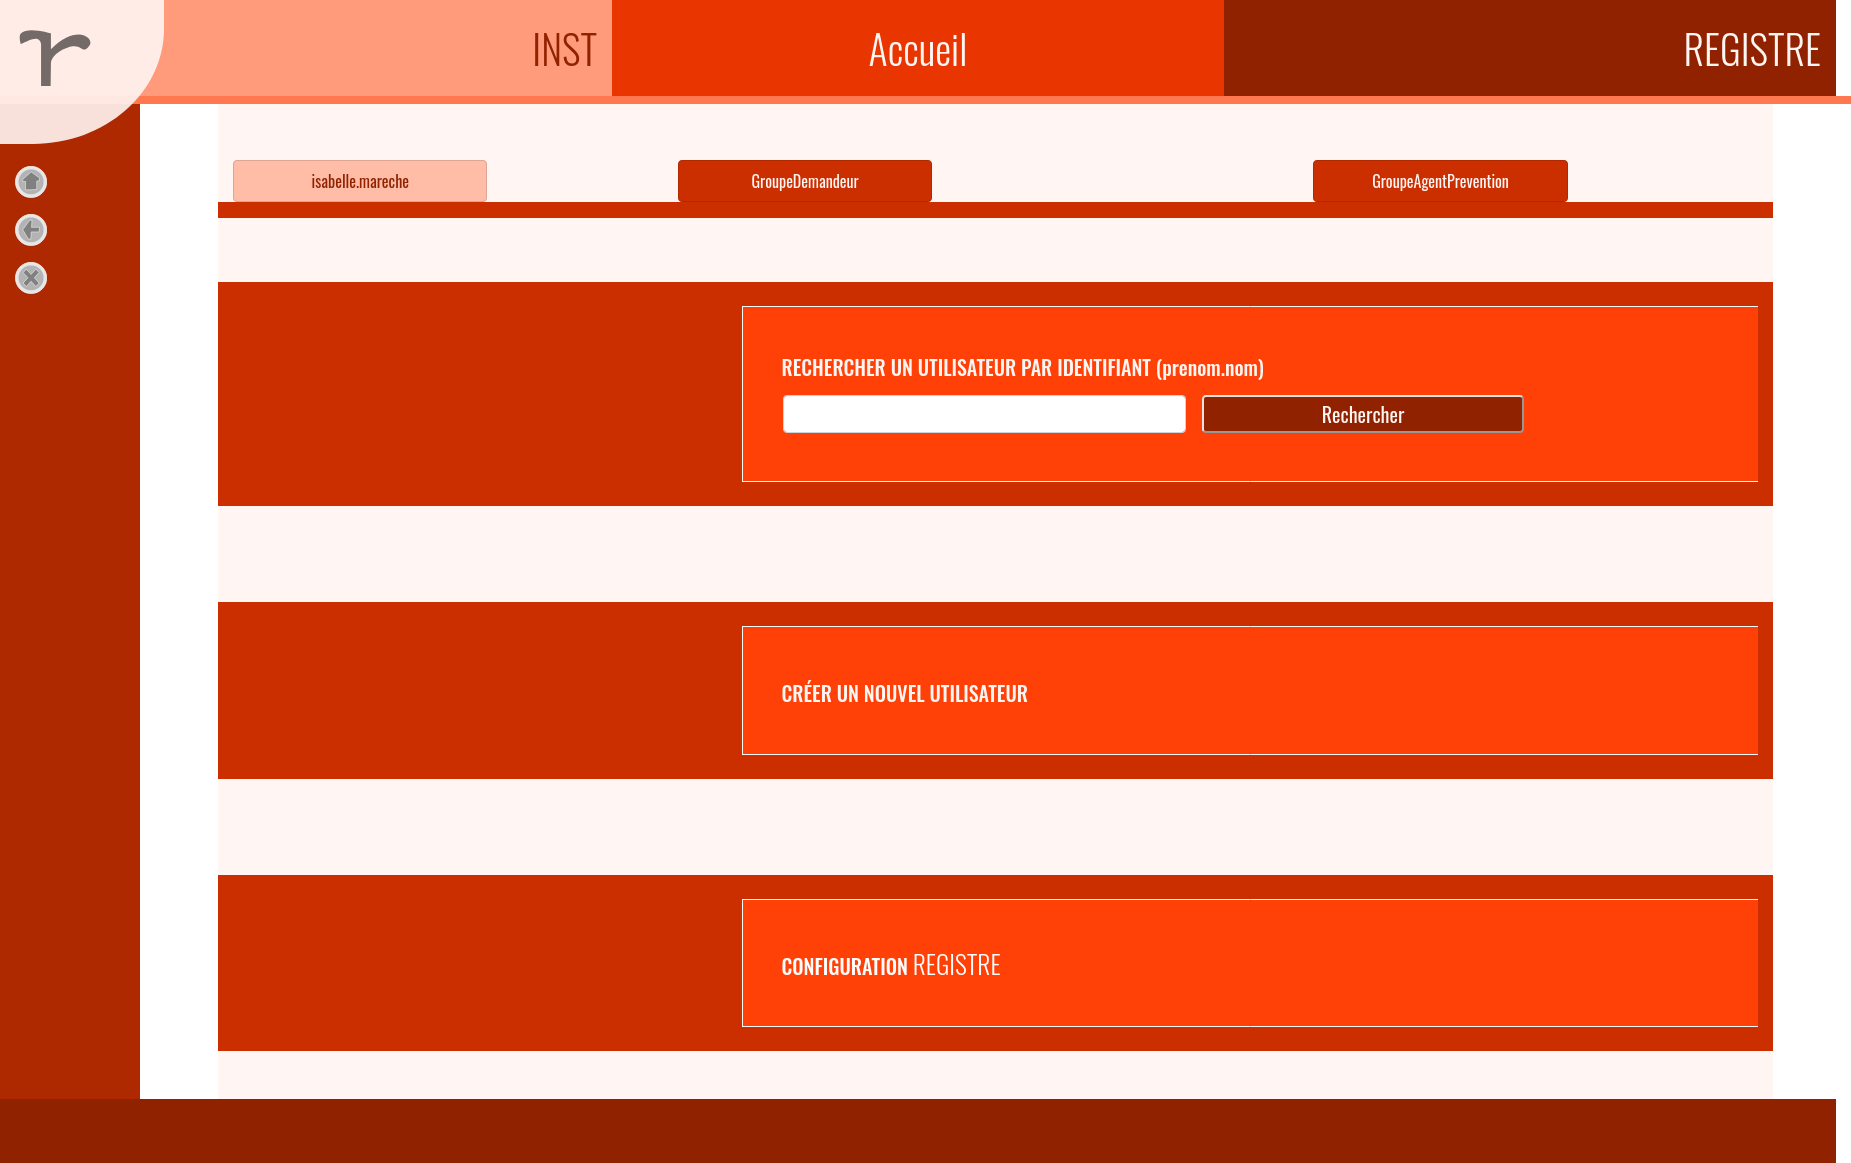 r
INST
Accueil
REGISTRE
isabelle.mareche
GroupeDemandeur
GroupeAgentPrevention
RECHERCHER UN UTILISATEUR PAR IDENTIFIANT (prenom.nom)
Rechercher
CRÉER UN NOUVEL UTILISATEUR
CONFIGURATION REGISTRE